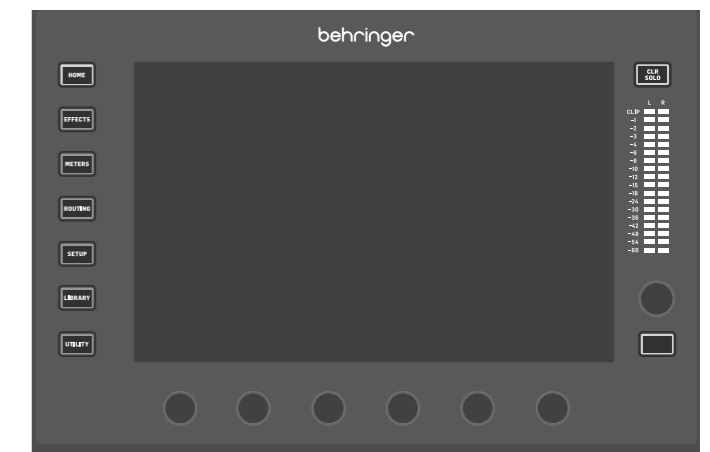 behringer
HOME
EFFECTS
METERS
ROUTING
SETUP
LIBRARY
UTILITY
CLR
SOLO
L R
CLIP
-1
-2
-3
-4
-6
-8
-10
-12
-15
-18
-24
-30
-36
-42
-48
-54
-60